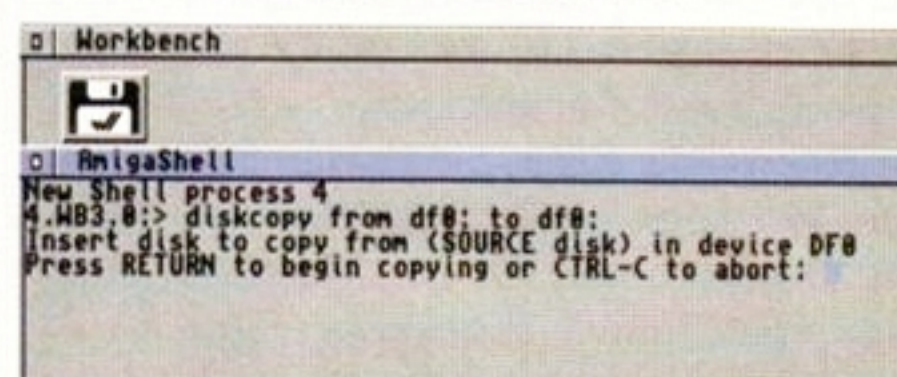 Workbench
AmigaShell
New Shell process 4
4.WB3.0:> diskcopy from df0: to df0:
Insert disk to copy from (SOURCE disk) in device DF0
Press RETURN to begin copying or CTRL-C to abort: